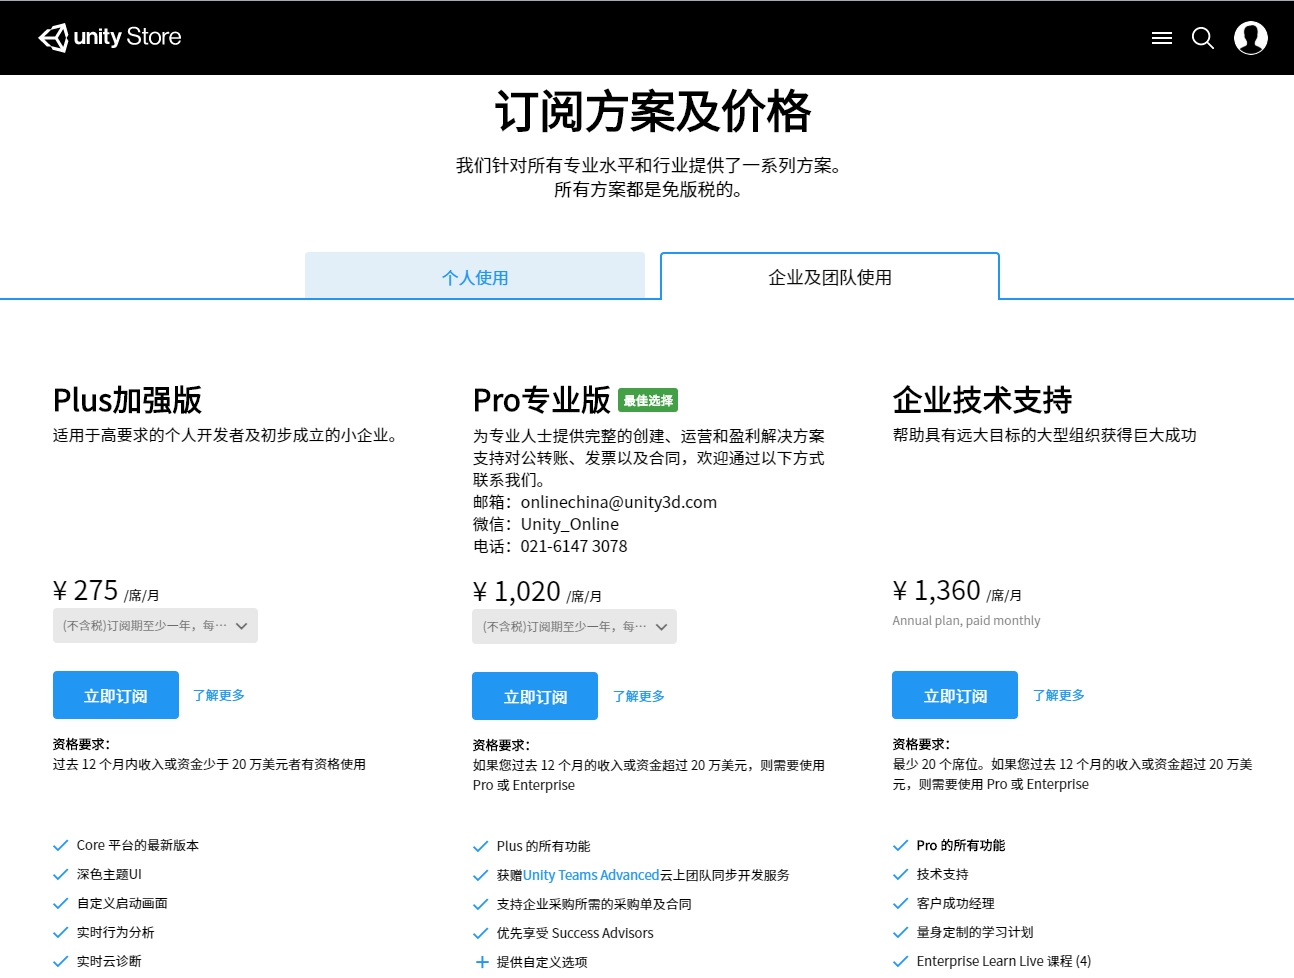 unity Store
订阅方案及价格
我们针对所有专业水平和行业提供了一系列方案。
所有方案都是免版税的。
个人使用
企业及团队使用
Plus加强版
适用于高要求的个人开发者及初步成立的小企业。
¥ 275 /席/月
(不含税)订阅期至少一年，每···
立即订阅 了解更多
资格要求：
过去 12 个月内收入或资金少于 20 万美元者有资格使用
Core 平台的最新版本
深色主题UI
自定义启动画面
实时行为分析
实时云诊断
Pro专业版 最佳选择
为专业人士提供完整的创建、运营和盈利解决方案
支持对公转账、发票以及合同，欢迎通过以下方式
联系我们。
邮箱：onlinechina@unity3d.com
微信：Unity_Online
电话：021-6147 3078
¥ 1,020 /席/月
(不含税)订阅期至少一年，每···
立即订阅 了解更多
资格要求：
如果您过去 12 个月的收入或资金超过 20 万美元，则需要使用
Pro 或 Enterprise
Plus 的所有功能
获赠Unity Teams Advanced云上团队同步开发服务
支持企业采购所需的采购单及合同
优先享受 Success Advisors
提供自定义选项
企业技术支持
帮助具有远大目标的大型组织获得巨大成功
¥ 1,360 /席/月
Annual plan, paid monthly
立即订阅 了解更多
资格要求：
最少 20 个席位。如果您过去 12 个月的收入或资金超过 20 万美
元，则需要使用 Pro 或 Enterprise
Pro 的所有功能
技术支持
客户成功经理
量身定制的学习计划
Enterprise Learn Live 课程 (4)